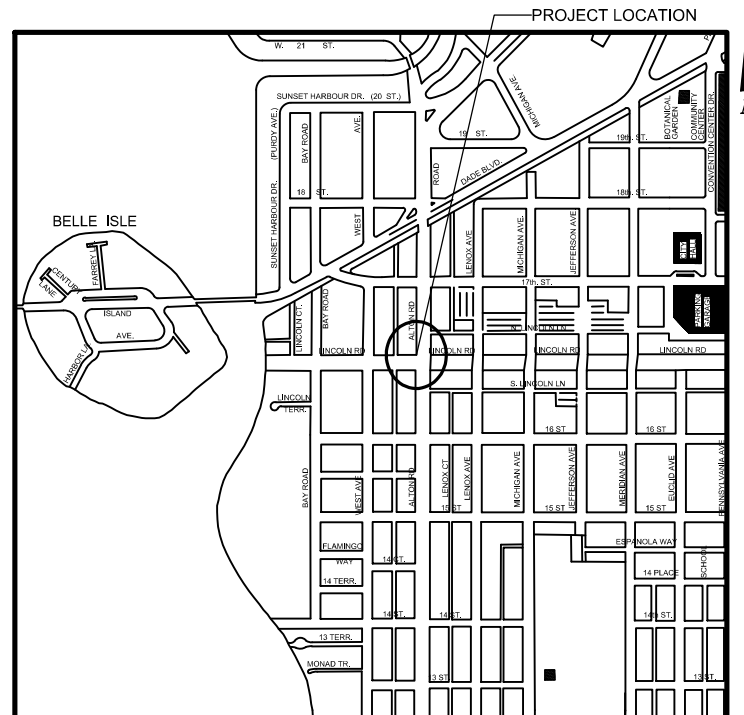 PROJECT LOCATION
W. 21 ST.
SUNSET HARBOUR DR. (20 ST.)
(PURDY AVE.)
SUNSET HARBOUR DR.
BAY ROAD
AVE.
WEST
18 ST.
ROAD
19 ST.
MICHIGAN AVE.
DADE BLVD.
BOTANICAL
GARDEN
COMMUNITY
CENTER
CONVENTION CENTER DR.
19th. ST.
18th. ST.
LENOX AVE
MICHIGAN AVE.
JEFFERSON AVE
CITY
HALL
17th. ST.
PARKING
GARAGE
BELLE ISLE
FARREY LN
CENTURY
LANE
ISLAND
AVE.
HARBOR LN
LINCOLN CT.
BAY ROAD
ALTON RD
N. LINCOLN LN
LINCOLN RD
LINCOLN RD
LINCOLN RD
LINCOLN RD
S. LINCOLN LN
LINCOLN
TERR.
16 ST
16 ST
BAY ROAD
WEST AVE
ALTON RD
LENOX CT
LENOX AVE
MICHIGAN AVE
JEFFERSON AVE
MERIDIAN AVE
EUCLID AVE
PENNSYLVANIA AVE
15 ST
15 ST
15 ST
FLAMINGO
WAY
14 CT.
14 TERR.
ESPANOLA WAY
14 PLACE
SCHOOL
14 ST.
14 ST.
14th ST.
13 TERR.
MONAD TR.
13 ST
13 ST